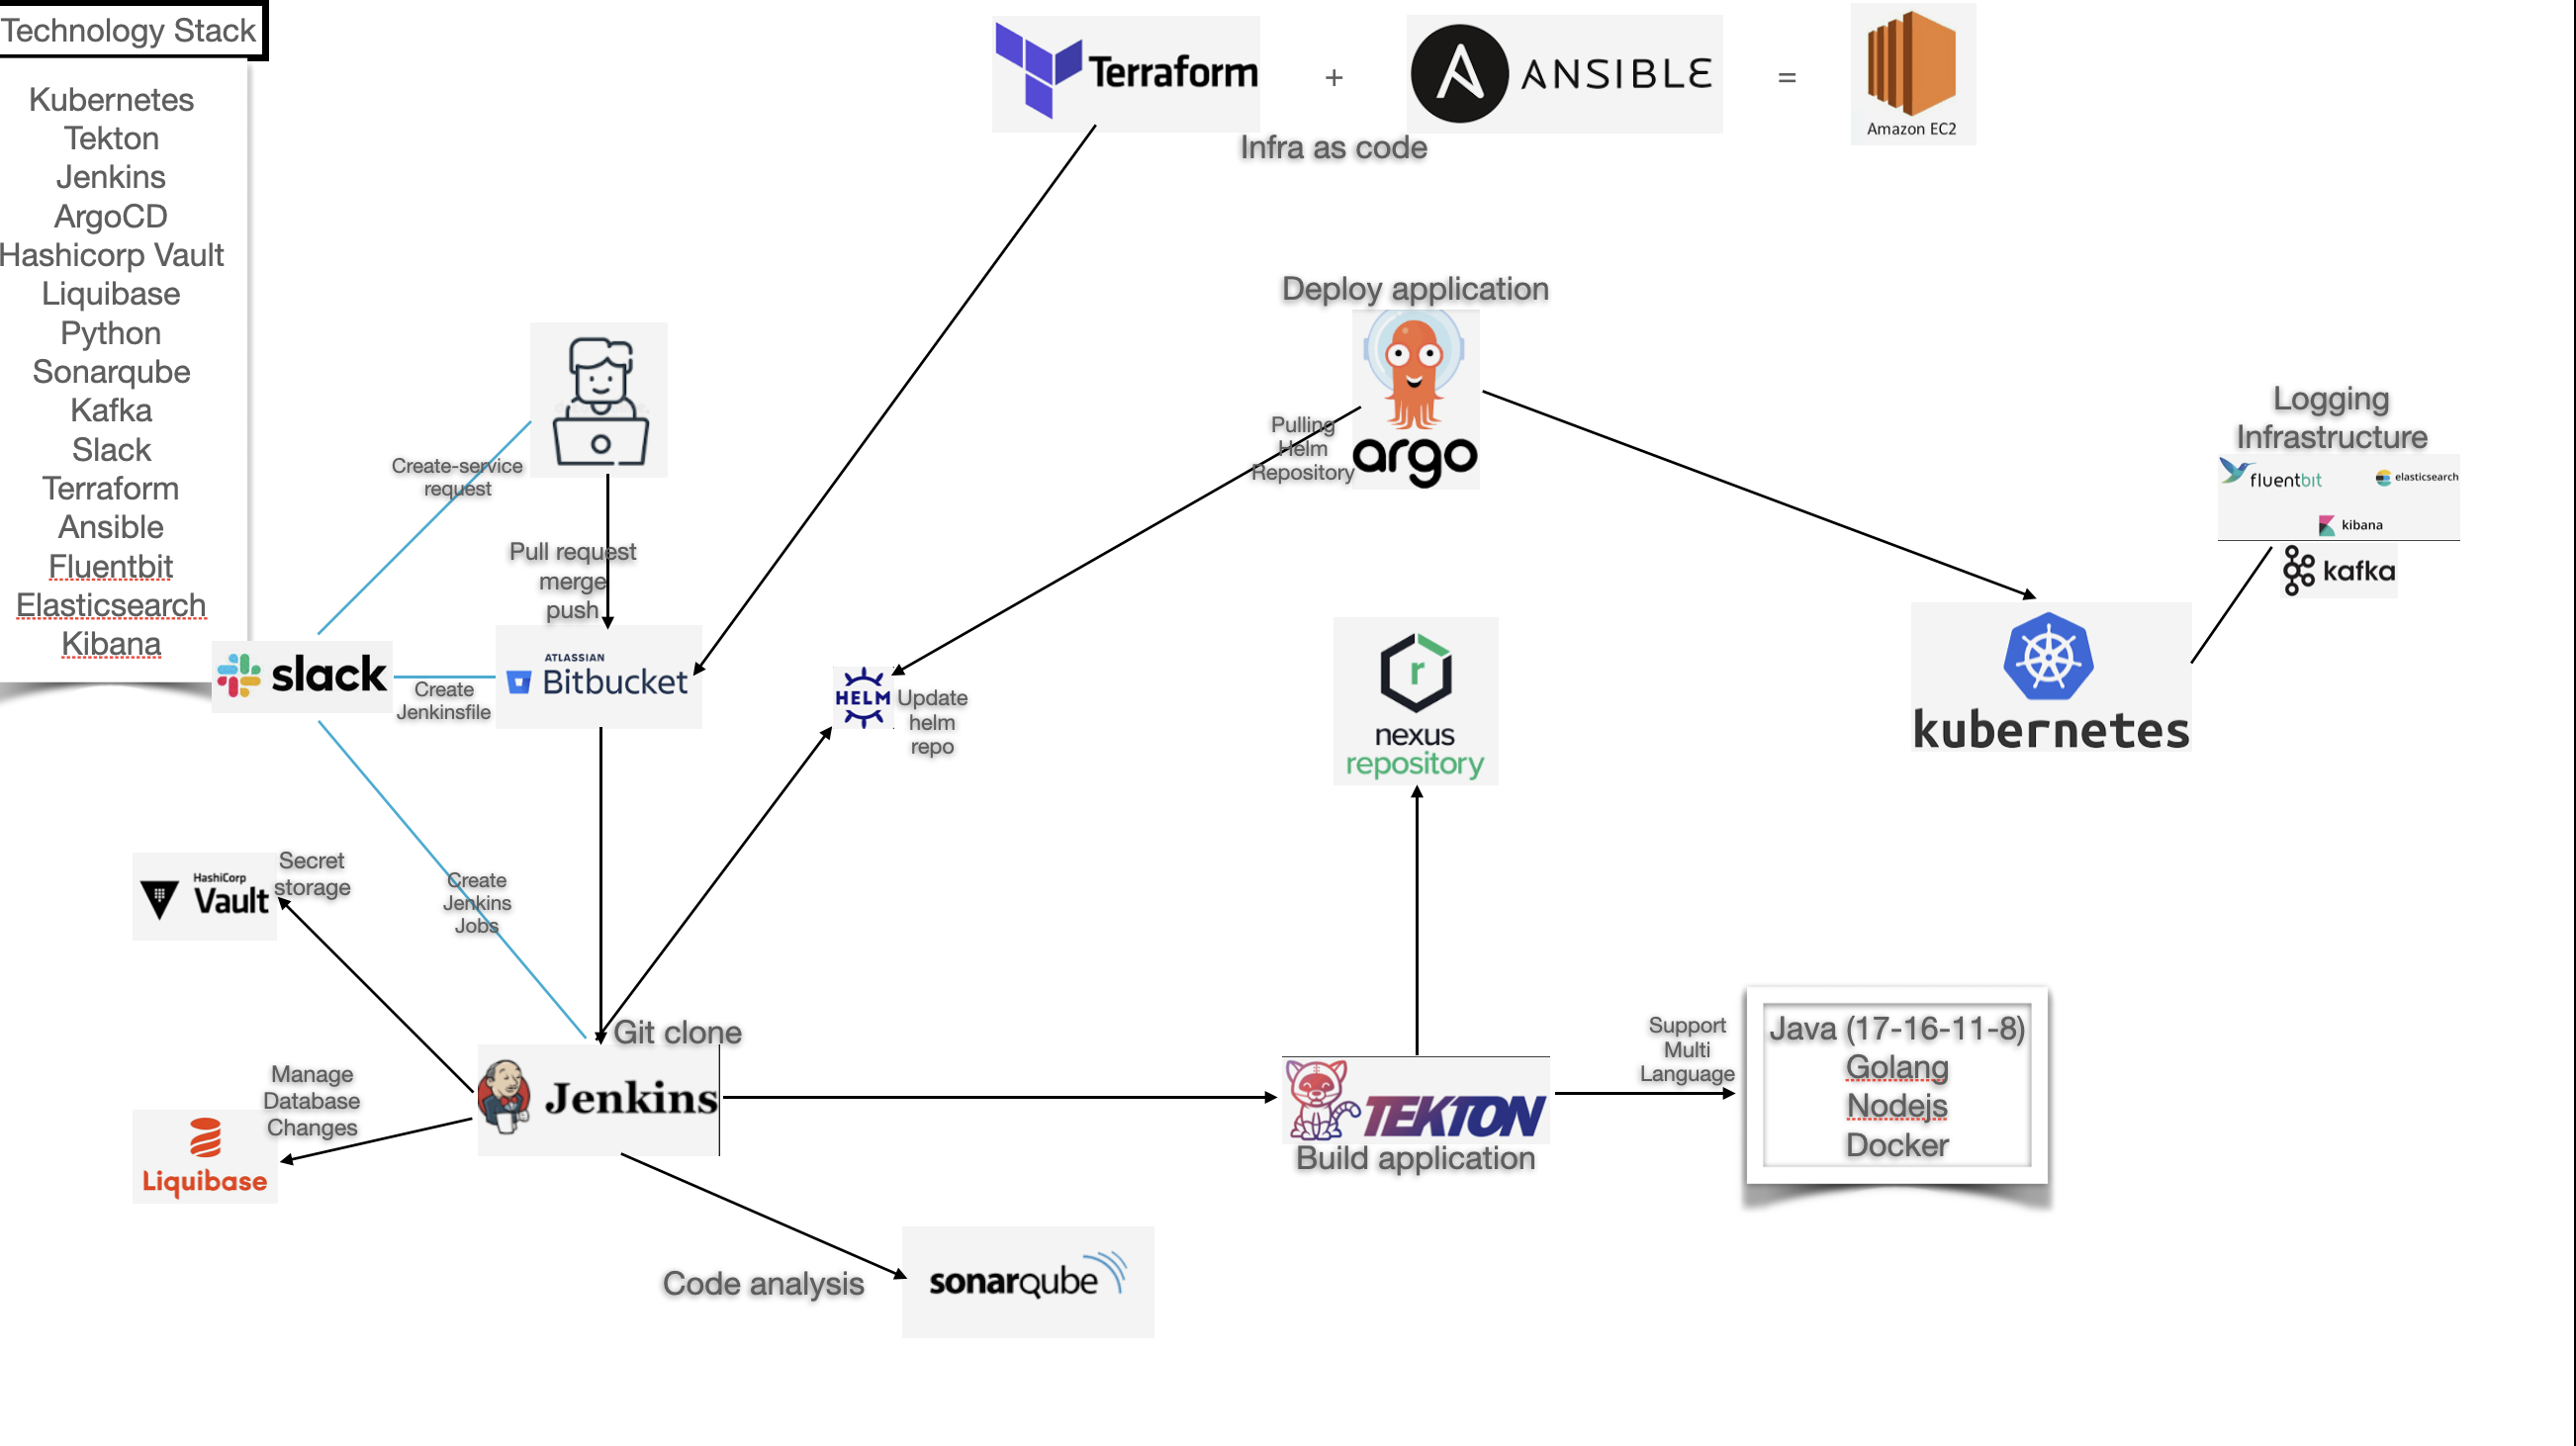 Technology Stack
Kubernetes
Tekton
Jenkins
ArgoCD
Hashicorp Vault
Liquibase
Python
Sonarqube
Kafka
Slack
Terraform
Ansible
Fluentbit
Elasticsearch
Kibana
Terraform
+
ANSIBLE
=
Amazon EC2
Infra as code
Deploy application
argo
Pulling
Helm
Repository
Logging
Infrastructure
fluentbit
elasticsearch
kibana
kafka
Create-service
request
Pull request
merge
push
slack
Create
Jenkinsfile
ATLASSIAN
Bitbucket
HELM
Update
helm
repo
r
nexus
repository
kubernetes
HashiCorp
Vault
Secret
storage
Create
Jenkins
Jobs
Git clone
Jenkins
Manage
Database
Changes
Liquibase
TEKTON
Build application
Support
Multi
Language
Java (17-16-11-8)
Golang
Nodejs
Docker
Code analysis
sonarqube